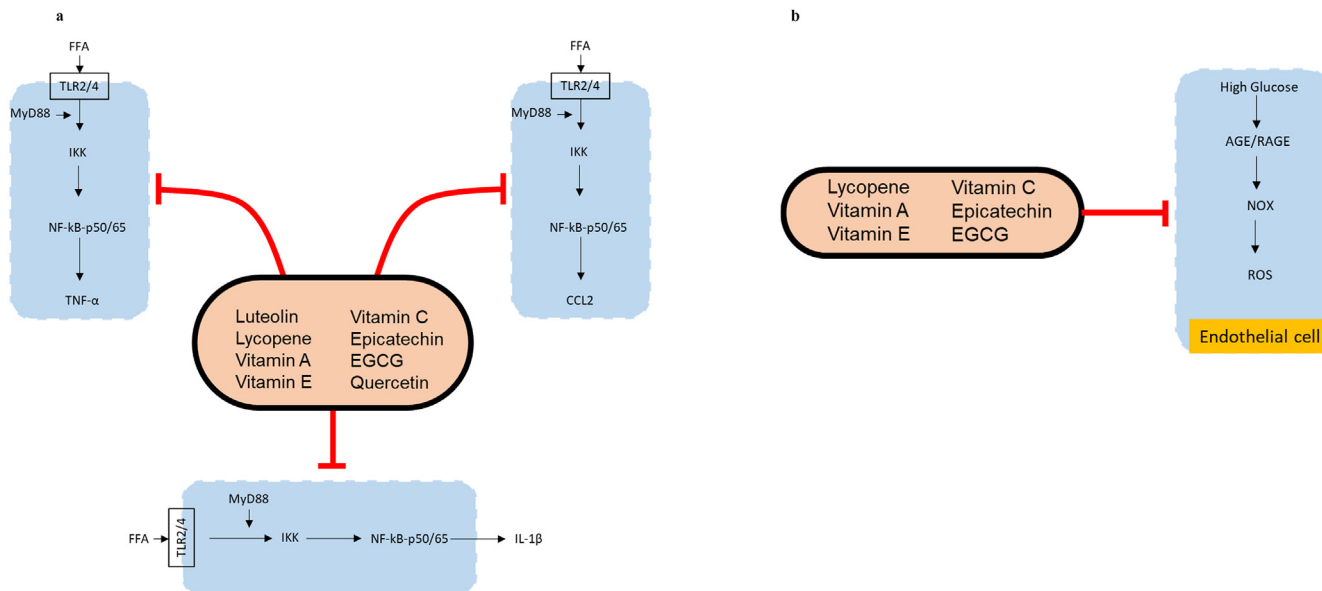 a
FFA
TLR2/4
MyD88
IKK
NF-kB-p50/65
TNF-α
FFA
TLR2/4
MyD88
IKK
NF-kB-p50/65
CCL2
Luteolin Vitamin C
Lycopene Epicatechin
Vitamin A EGCG
Vitamin E Quercetin
MyD88
FFA TLR2/4 IKK NF-kB-p50/65 IL-1β
b
Lycopene Vitamin C
Vitamin A Epicatechin
Vitamin E EGCG
High Glucose
AGE/RAGE
NOX
ROS
Endothelial cell